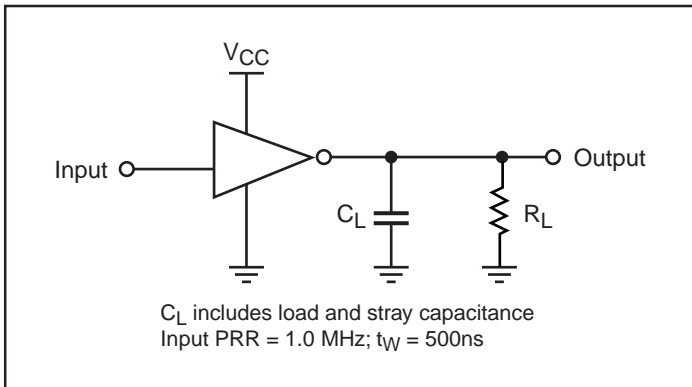 VCC
Input
Output
CL
RL
CL includes load and stray capacitance
Input PRR = 1.0 MHz; tW = 500ns